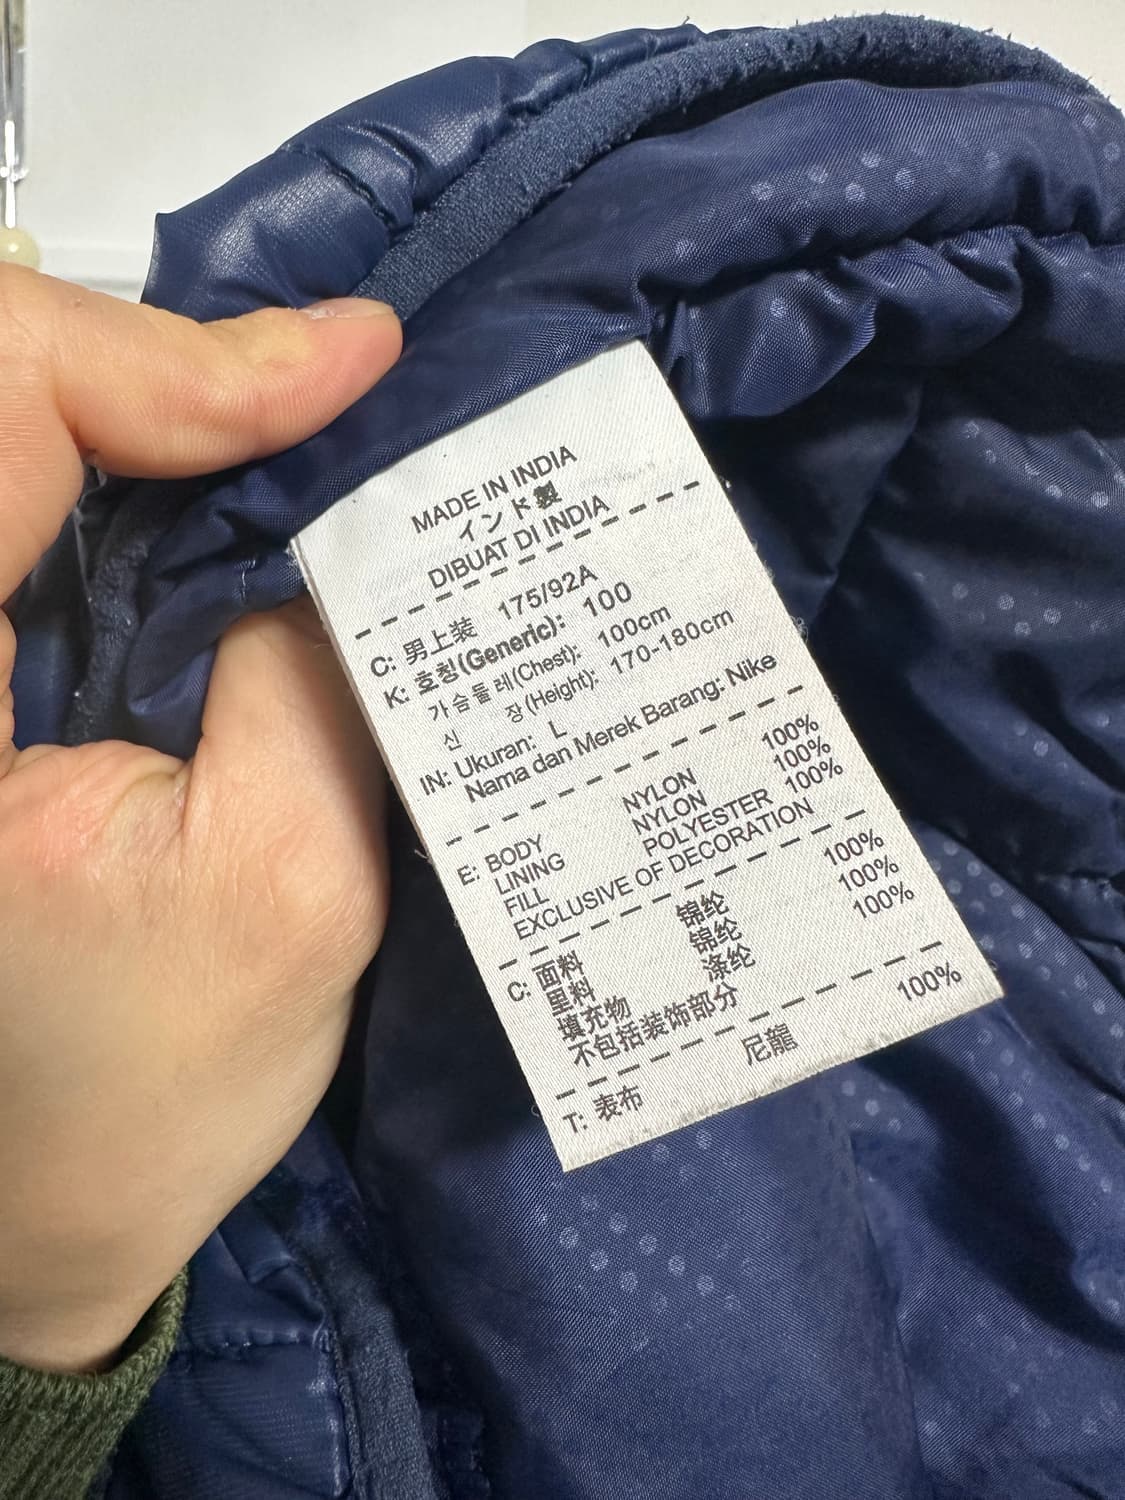 MADE IN INDIA
インド製
DIBUAT DI INDIA
C: 男上装 175/92A
K: 호칭(Generic): 100
가슴둘레(Chest): 100cm
신 장(Height): 170-180cm
IN: Ukuran: L
Nama dan Merek Barang: Nike
E: BODY NYLON 100%
LINING NYLON 100%
FILL POLYESTER 100%
EXCLUSIVE OF DECORATION
C: 面料 锦纶 100%
里料 锦纶 100%
填充物 涤纶 100%
不包括装饰部分
T: 表布 尼龍 100%